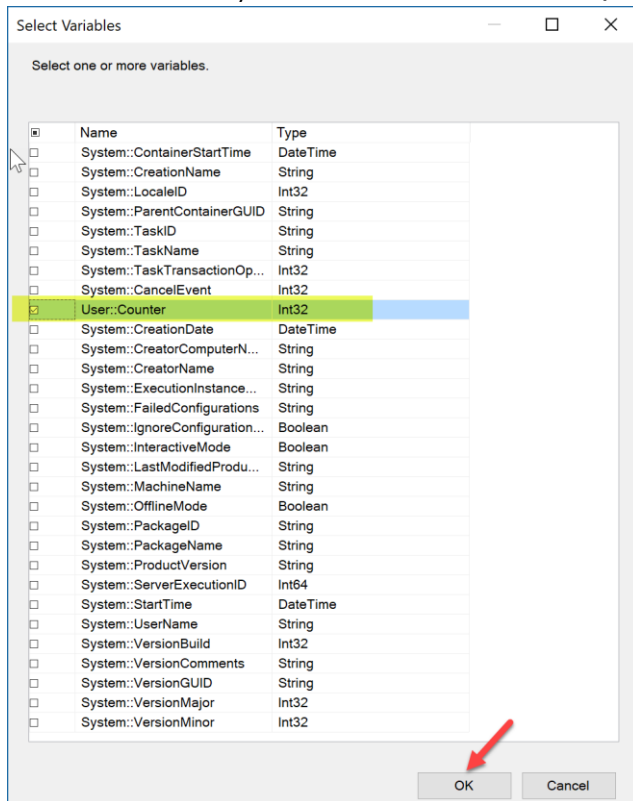 Select Variables
Select one or more variables.
Name Type
System::ContainerStartTime DateTime
System::CreationName String
System::LocaleID Int32
System::ParentContainerGUID String
System::TaskID String
System::TaskName String
System::TaskTransactionOp... Int32
System::CancelEvent Int32
User::Counter Int32
System::CreationDate DateTime
System::CreatorComputerN... String
System::CreatorName String
System::ExecutionInstance... String
System::FailedConfigurations String
System::IgnoreConfiguration... Boolean
System::InteractiveMode Boolean
System::LastModifiedProdu... String
System::MachineName String
System::OfflineMode Boolean
System::PackageID String
System::PackageName String
System::ProductVersion String
System::ServerExecutionID Int64
System::StartTime DateTime
System::UserName String
System::VersionBuild Int32
System::VersionComments String
System::VersionGUID String
System::VersionMajor Int32
System::VersionMinor Int32
OK Cancel